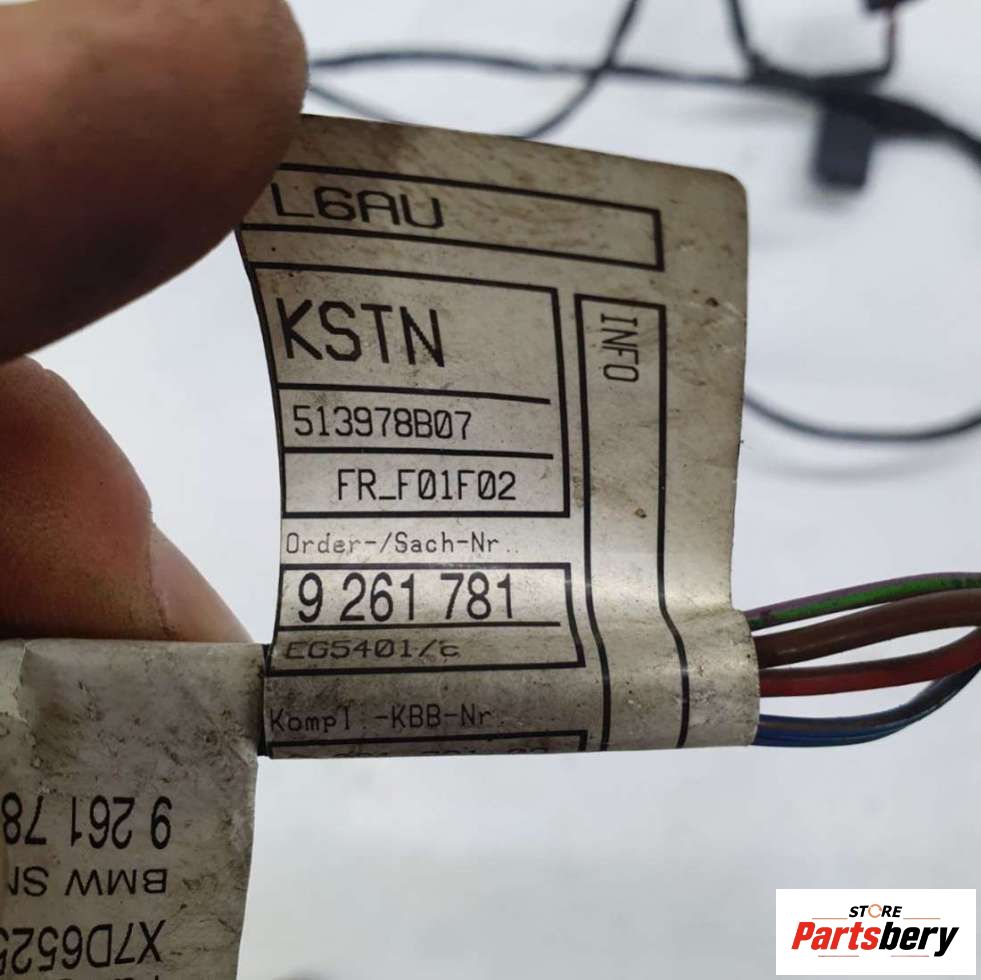 L6AU
KSTN
INFO
513978B07
FR_F01F02
Order-/Sach-Nr.
9 261 781
EG5401/c
Kompl.-KBB-Nr.
9 261 78
BMW SN
X7D6525
STORE
Partsbery